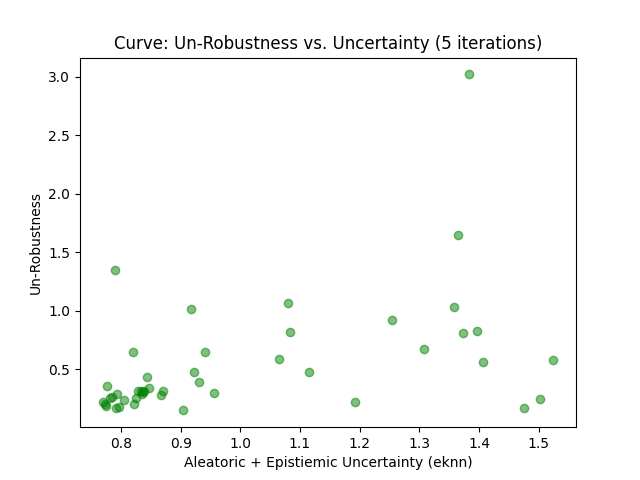 Curve: Un-Robustness vs. Uncertainty (5 iterations)
3.0
2.5
2.0
1.5
1.0
0.5
Un-Robustness
0.8 0.9 1.0 1.1 1.2 1.3 1.4 1.5
Aleatoric + Epistiemic Uncertainty (eknn)